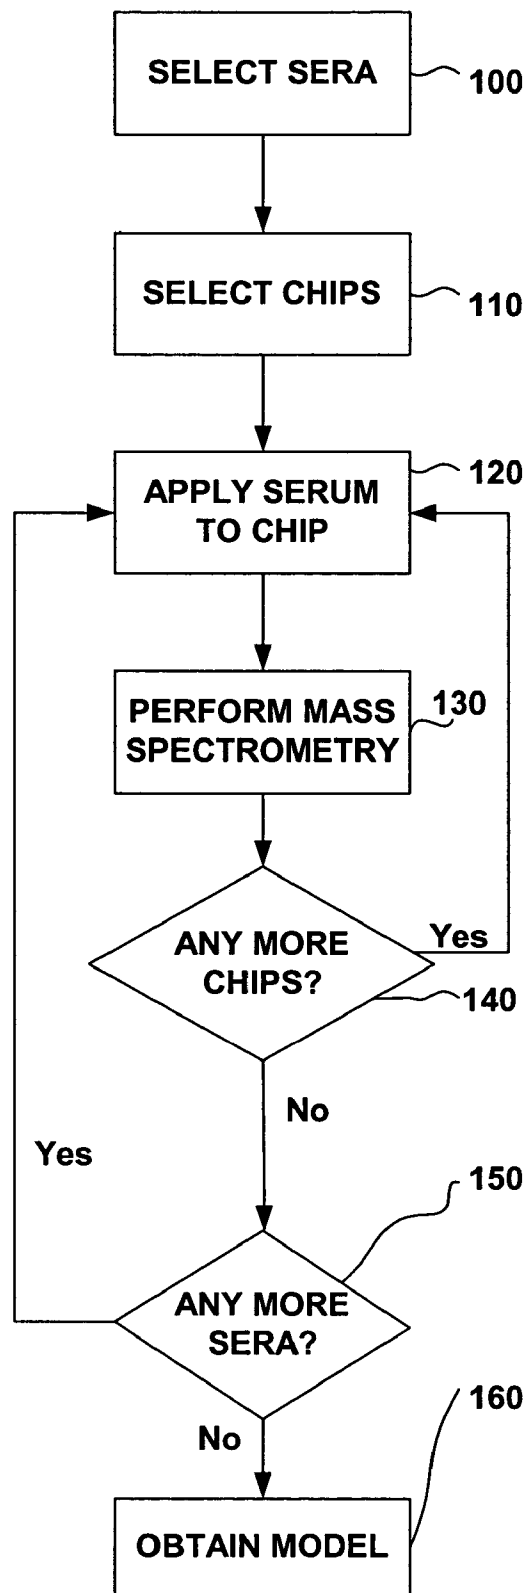 SELECT SERA
100
SELECT CHIPS
110
120
APPLY SERUM
TO CHIP
130
PERFORM MASS
SPECTROMETRY
ANY MORE
CHIPS?
Yes
140
No
Yes
150
ANY MORE
SERA?
160
No
OBTAIN MODEL